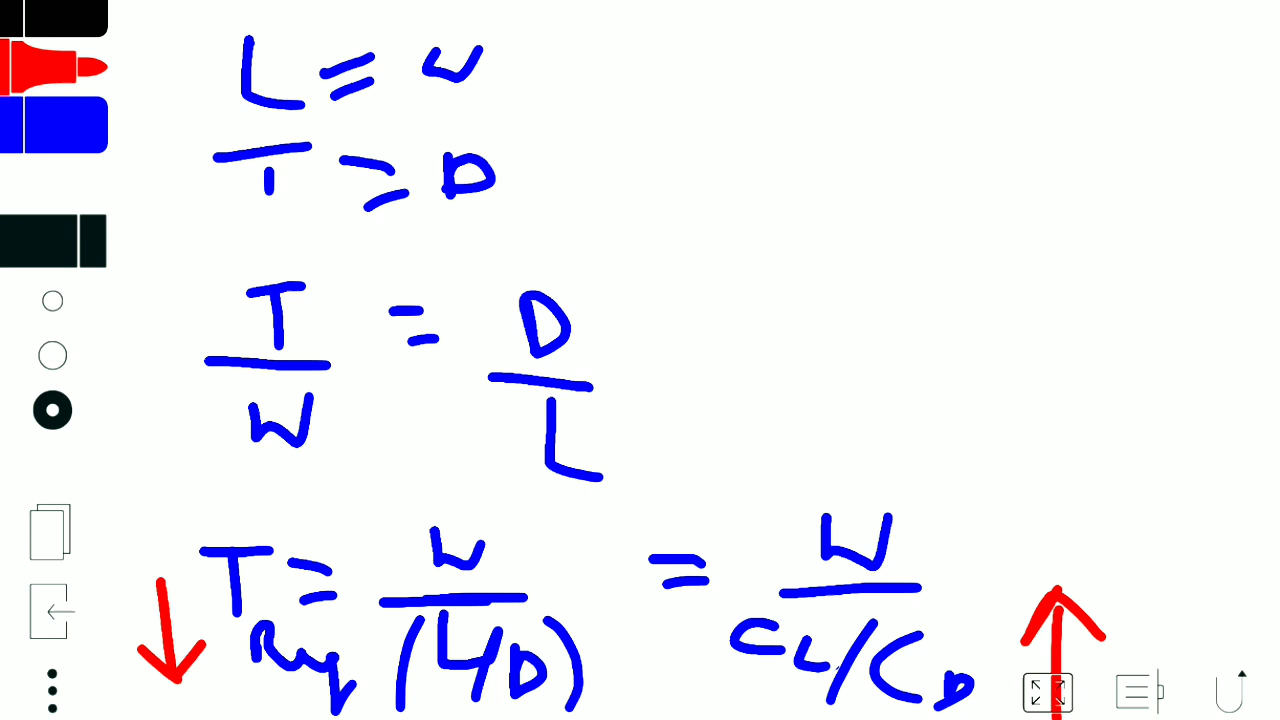 L = W
T = D
T/W = D/L
T Req = W/(L/D) = W/CL/CD